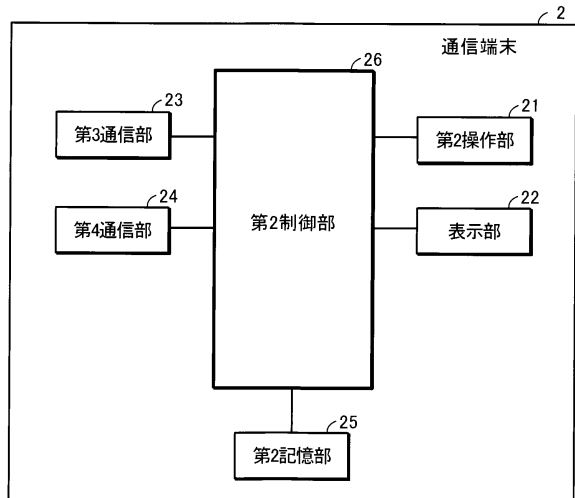 2
通信端末
26
23
第3通信部
21
第2操作部
24
第4通信部
第2制御部
22
表示部
25
第2記憶部